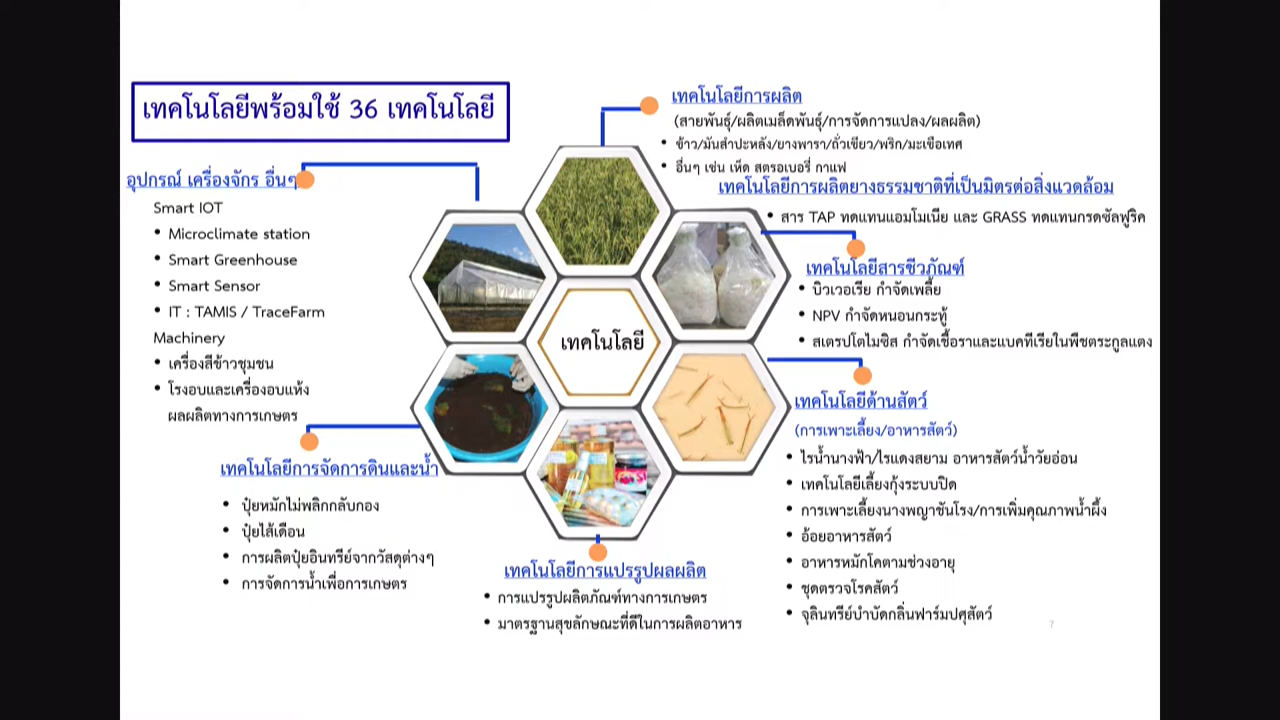 เทคโนโลยีพร้อมใช้ 36 เทคโนโลยี
อุปกรณ์ เครื่องจักร อื่นๆ
Smart IOT
• Microclimate station
• Smart Greenhouse
• Smart Sensor
• IT : TAMIS / TraceFarm
Machinery
• เครื่องสีข้าวชุมชน
• โรงอบและเครื่องอบแห้ง
ผลผลิตทางการเกษตร
เทคโนโลยีการจัดการดินและน้ำ
• ปุ๋ยหมักไม่พลิกกลับกอง
• ปุ๋ยไส้เดือน
• การผลิตปุ๋ยอินทรีย์จากวัสดุต่างๆ
• การจัดการน้ำเพื่อการเกษตร
เทคโนโลยี
เทคโนโลยีการแปรรูปผลผลิต
• การแปรรูปผลิตภัณฑ์ทางการเกษตร
• มาตรฐานสุขลักษณะที่ดีในการผลิตอาหาร
เทคโนโลยีการผลิต
(สายพันธุ์/ผลิตเมล็ดพันธุ์/การจัดการแปลง/ผลผลิต)
• ข้าว/มันสำปะหลัง/ยางพารา/ถั่วเขียว/พริก/มะเขือเทศ
• อื่นๆ เช่น เห็ด สตรอเบอรี่ กาแฟ
เทคโนโลยีการผลิตยางธรรมชาติที่เป็นมิตรต่อสิ่งแวดล้อม
• สาร TAP ทดแทนแอมโมเนีย และ GRASS ทดแทนกรดซัลฟูริค
เทคโนโลยีสารชีวภัณฑ์
• บิวเวอเรีย กำจัดเพลี้ย
• NPV กำจัดหนอนกระทู้
• สเตรปโตไมซิส กำจัดเชื้อราและแบคทีเรียในพืชตระกูลแตง
เทคโนโลยีด้านสัตว์
(การเพาะเลี้ยง/อาหารสัตว์)
• ไรน้ำนางฟ้า/ไรแดงสยาม อาหารสัตว์น้ำวัยอ่อน
• เทคโนโลยีเลี้ยงกุ้งระบบปิด
• การเพาะเลี้ยงนางพญาชันโรง/การเพิ่มคุณภาพน้ำผึ้ง
• อ้อยอาหารสัตว์
• อาหารหมักโคตามช่วงอายุ
• ชุดตรวจโรคสัตว์
• จุลินทรีย์บำบัดกลิ่นฟาร์มปศุสัตว์
7